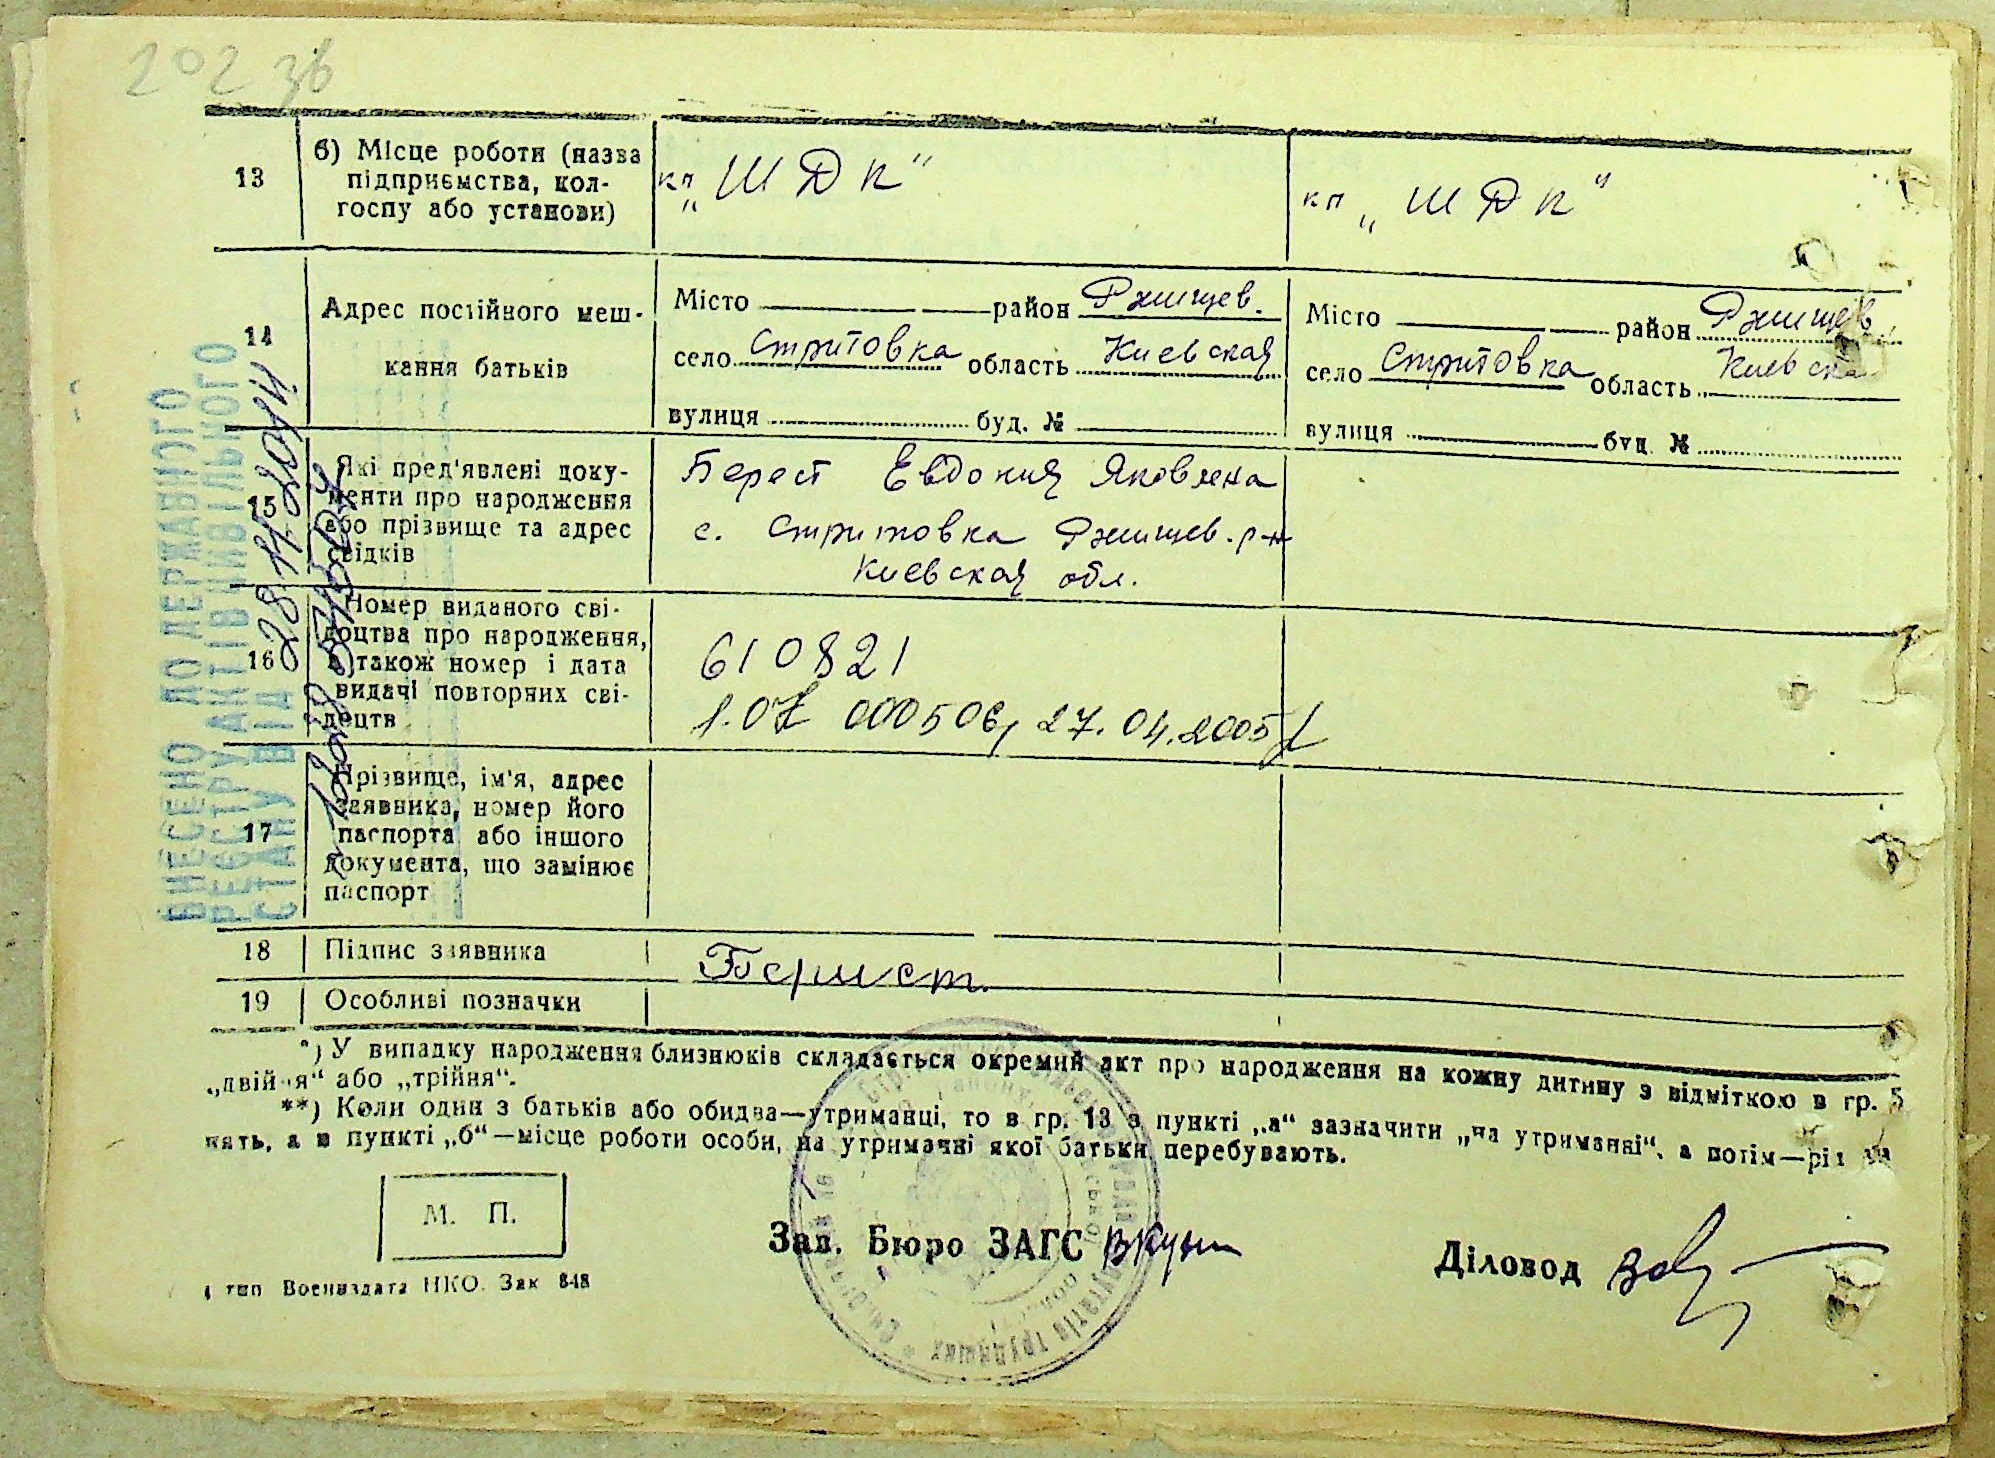 202 зв
13
б) Місце роботи (назва
підприємства, кол-
госпу або установи)
кп „ШДК"
кп „ШДК"
14
Адрес постійного меш-
кання батьків
Місто район Ржищев.
село Стритовка область Киевская
вулиця буд. №
Місто район Ржищев
село Стритовка область Киевска
вулиця буд. №
15
Які пред'явлені доку-
менти про народження
або прізвище та адрес
свідків
Берест Евдокия Яковлена
с. Стритовка Ржищев. р-н
Киевская обл.
16
Номер виданого сві-
доцтва про народження,
а також номер і дата
видачі повторних сві-
доцтв
610821
000506, 27.04.2005
17
Прізвище, ім'я, адрес
заявника, номер його
паспорта або іншого
документа, що замінює
паспорт
18
Підпис заявника
19
Особливі позначки
ВНЕСЕНО ДО ДЕРЖАВНОГО
РЕЄСТРУ АКТІВ ЦИВІЛЬНОГО
СТАНУ ВІД
*) У випадку народження близнюків складається окремий акт про народження на кожну дитину з відміткою в гр. 5
„двійня" або „трійня".
**) Коли один з батьків або обидва—утриманці, то в гр. 13 в пункті „а" зазначити „на утриманні", а потім—рід за
нять, а в пункті „б"—місце роботи особи, на утриманні якої батьки перебувають.
М. П.
Зав. Бюро ЗАГС
Діловод
тип Воениздата НКО. Зак 848